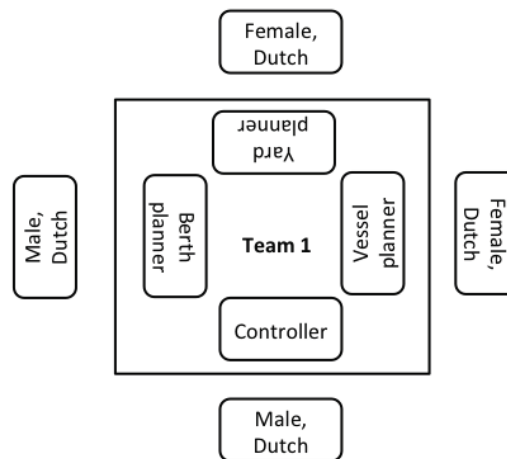 Female,
Dutch
Yard
planner
Male,
Dutch
Berth
planner
Team 1
Vessel
planner
Female,
Dutch
Controller
Male,
Dutch